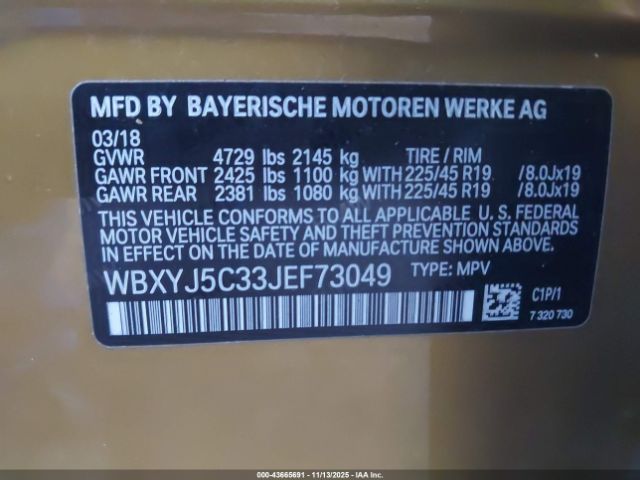 MFD BY BAYERISCHE MOTOREN WERKE AG
03/18
GVWR 4729 lbs 2145 kg TIRE / RIM
GAWR FRONT 2425 lbs 1100 kg WITH 225/45 R19 /8.0Jx19
GAWR REAR 2381 lbs 1080 kg WITH 225/45 R19 /8.0Jx19
THIS VEHICLE CONFORMS TO ALL APPLICABLE U. S. FEDERAL
MOTOR VEHICLE SAFETY AND THEFT PREVENTION STANDARDS
IN EFFECT ON THE DATE OF MANUFACTURE SHOWN ABOVE.
WBXYJ5C33JEF73049 TYPE: MPV
C1P/1
7 320 730
000-43665691 - 11/13/2025 - IAA